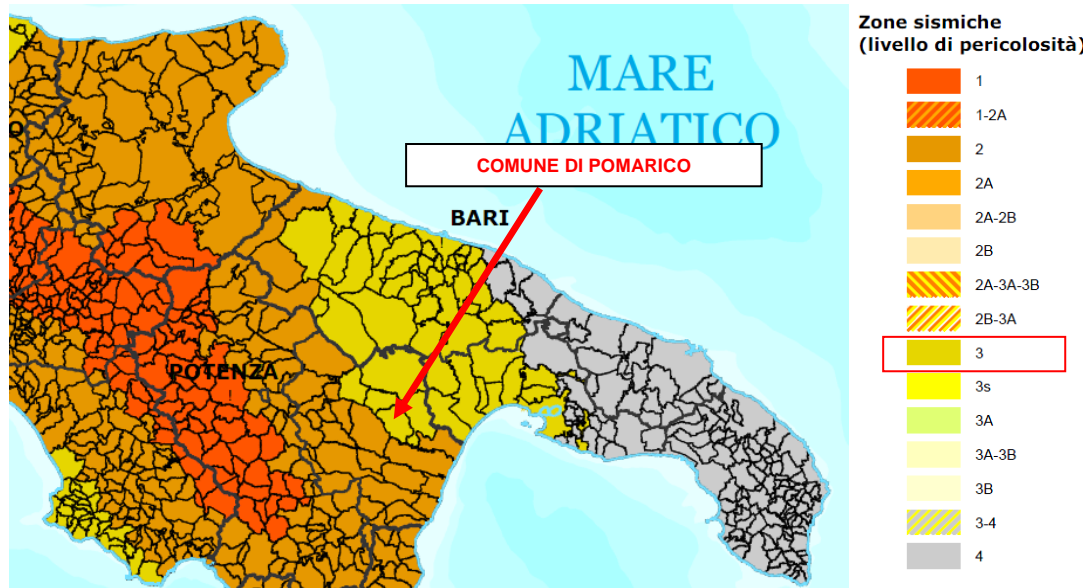 MARE
ADRIATICO
COMUNE DI POMARICO
BARI
POTENZA
Zone sismiche
(livello di pericolosità)
1
1-2A
2
2A
2A-2B
2B
2A-3A-3B
2B-3A
3
3s
3A
3A-3B
3B
3-4
4